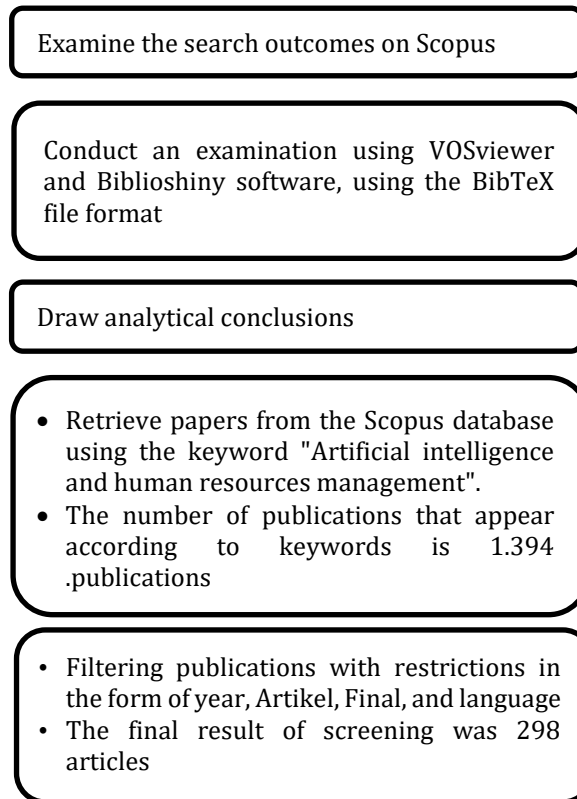 Examine the search outcomes on Scopus
Conduct an examination using VOSviewer
and Biblioshiny software, using the BibTeX
file format
Draw analytical conclusions
• Retrieve papers from the Scopus database
using the keyword "Artificial intelligence
and human resources management".
• The number of publications that appear
according to keywords is 1.394
.publications
• Filtering publications with restrictions in
the form of year, Artikel, Final, and language
• The final result of screening was 298
articles